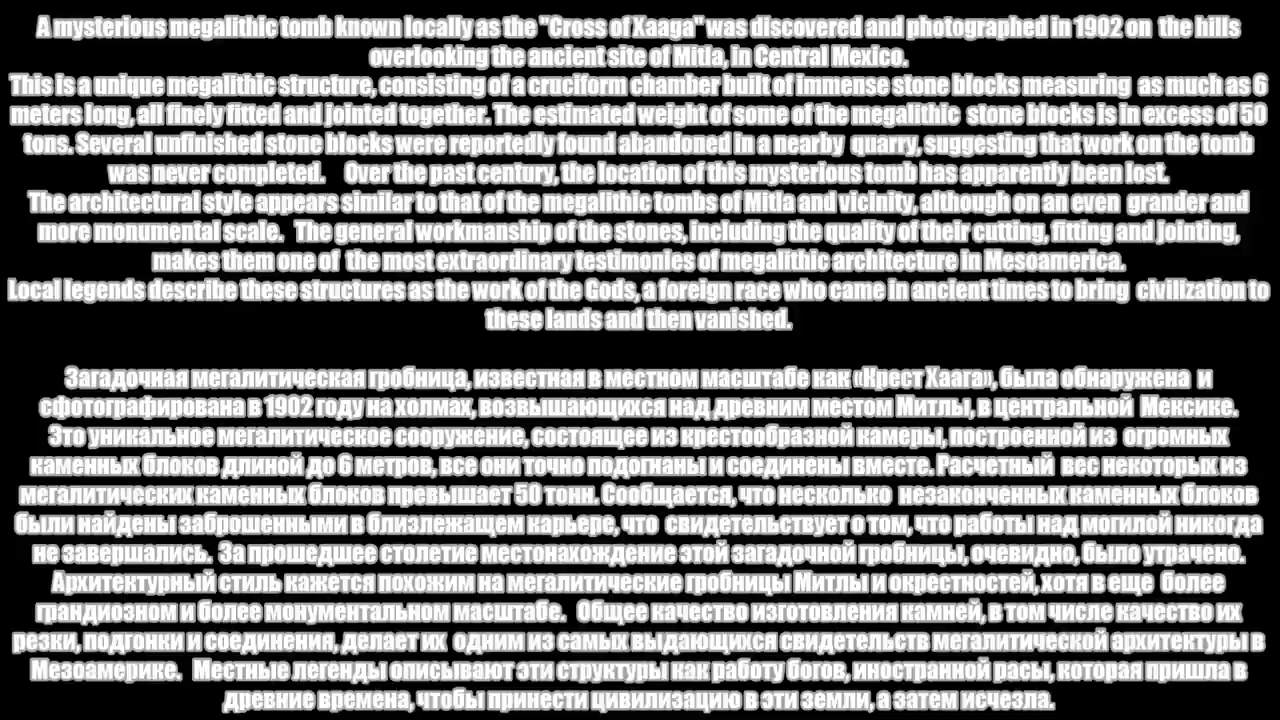 A mysterious megalithic tomb known locally as the "Cross of Xaaga" was discovered and photographed in 1902 on the hills
overlooking the ancient site of Mitla, in Central Mexico.
This is a unique megalithic structure, consisting of a cruciform chamber built of immense stone blocks measuring as much as 6
meters long, all finely fitted and jointed together. The estimated weight of some of the megalithic stone blocks is in excess of 50
tons. Several unfinished stone blocks were reportedly found abandoned in a nearby quarry, suggesting that work on the tomb
was never completed. Over the past century, the location of this mysterious tomb has apparently been lost.
The architectural style appears similar to that of the megalithic tombs of Mitla and vicinity, although on an even grander and
more monumental scale. The general workmanship of the stones, including the quality of their cutting, fitting and jointing,
makes them one of the most extraordinary testimonies of megalithic architecture in Mesoamerica.
Local legends describe these structures as the work of the Gods, a foreign race who came in ancient times to bring civilization to
these lands and then vanished.
Загадочная мегалитическая гробница, известная в местном масштабе как «Крест Хаага», была обнаружена и
сфотографирована в 1902 году на холмах, возвышающихся над древним местом Митлы, в центральной Мексике.
Это уникальное мегалитическое сооружение, состоящее из крестообразной камеры, построенной из огромных
каменных блоков длиной до 6 метров, все они точно подогнаны и соединены вместе. Расчетный вес некоторых из
мегалитических каменных блоков превышает 50 тонн. Сообщается, что несколько незаконченных каменных блоков
были найдены заброшенными в близлежащем карьере, что свидетельствует о том, что работы над могилой никогда
не завершались. За прошедшее столетие местонахождение этой загадочной гробницы, очевидно, было утрачено.
Архитектурный стиль кажется похожим на мегалитические гробницы Митлы и окрестностей, хотя в еще более
грандиозном и более монументальном масштабе. Общее качество изготовления камней, в том числе качество их
резки, подгонки и соединения, делает их одним из самых выдающихся свидетельств мегалитической архитектуры в
Мезоамерике. Местные легенды описывают эти структуры как работу богов, иностранной расы, которая пришла в
древние времена, чтобы принести цивилизацию в эти земли, а затем исчезла.